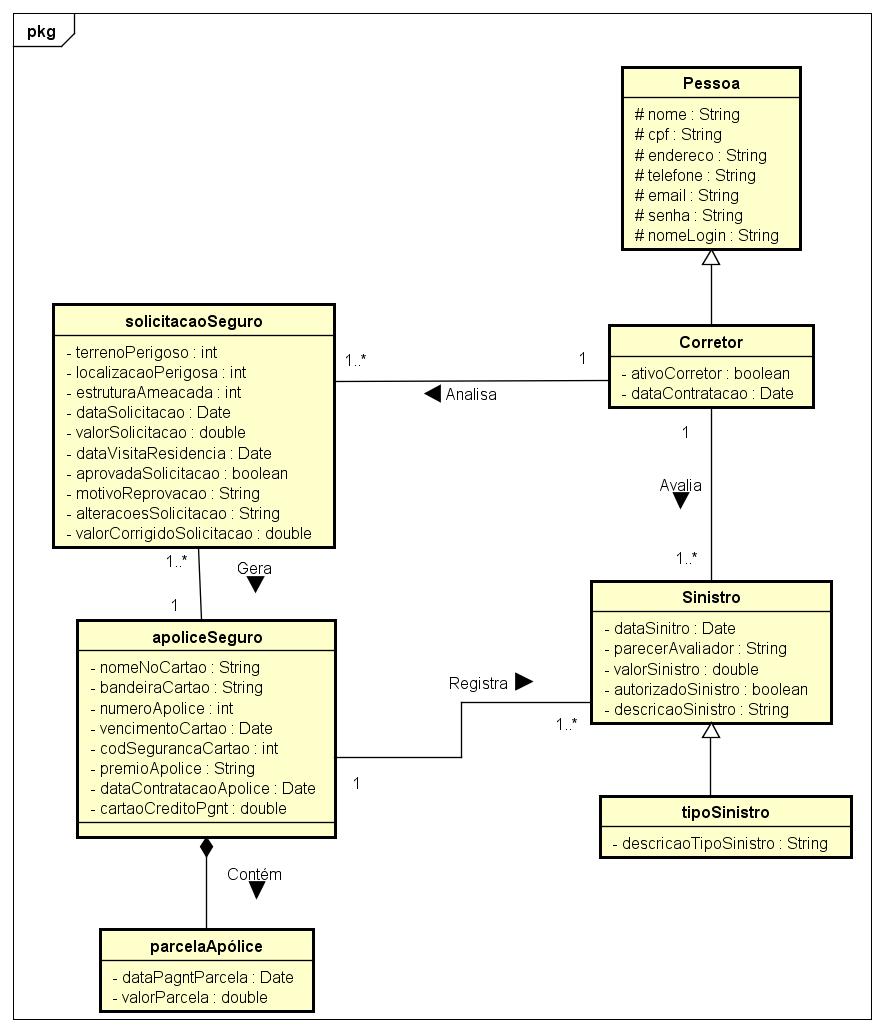 pkg
Pessoa
# nome : String
# cpf : String
# endereco : String
# telefone : String
# email : String
# senha : String
# nomeLogin : String
solicitacaoSeguro
- terrenoPerigoso : int
- localizacaoPerigosa : int
- estruturaAmeacada : int
- dataSolicitacao : Date
- valorSolicitacao : double
- dataVisitaResidencia : Date
- aprovadaSolicitacao : boolean
- motivoReprovacao : String
- alteracoesSolicitacao : String
- valorCorrigidoSolicitacao : double
1..*
1
Analisa
Corretor
- ativoCorretor : boolean
- dataContratacao : Date
1
Avalia
1..*
1..*
Gera
1
Sinistro
- dataSinitro : Date
- parecerAvaliador : String
- valorSinistro : double
- autorizadoSinistro : boolean
- descricaoSinistro : String
apoliceSeguro
- nomeNoCartao : String
- bandeiraCartao : String
- numeroApolice : int
- vencimentoCartao : Date
- codSegurancaCartao : int
- premioApolice : String
- dataContratacaoApolice : Date
- cartaoCreditoPgnt : double
Registra
1..*
1
tipoSinistro
- descricaoTipoSinistro : String
Contém
parcelaApólice
- dataPagntParcela : Date
- valorParcela : double